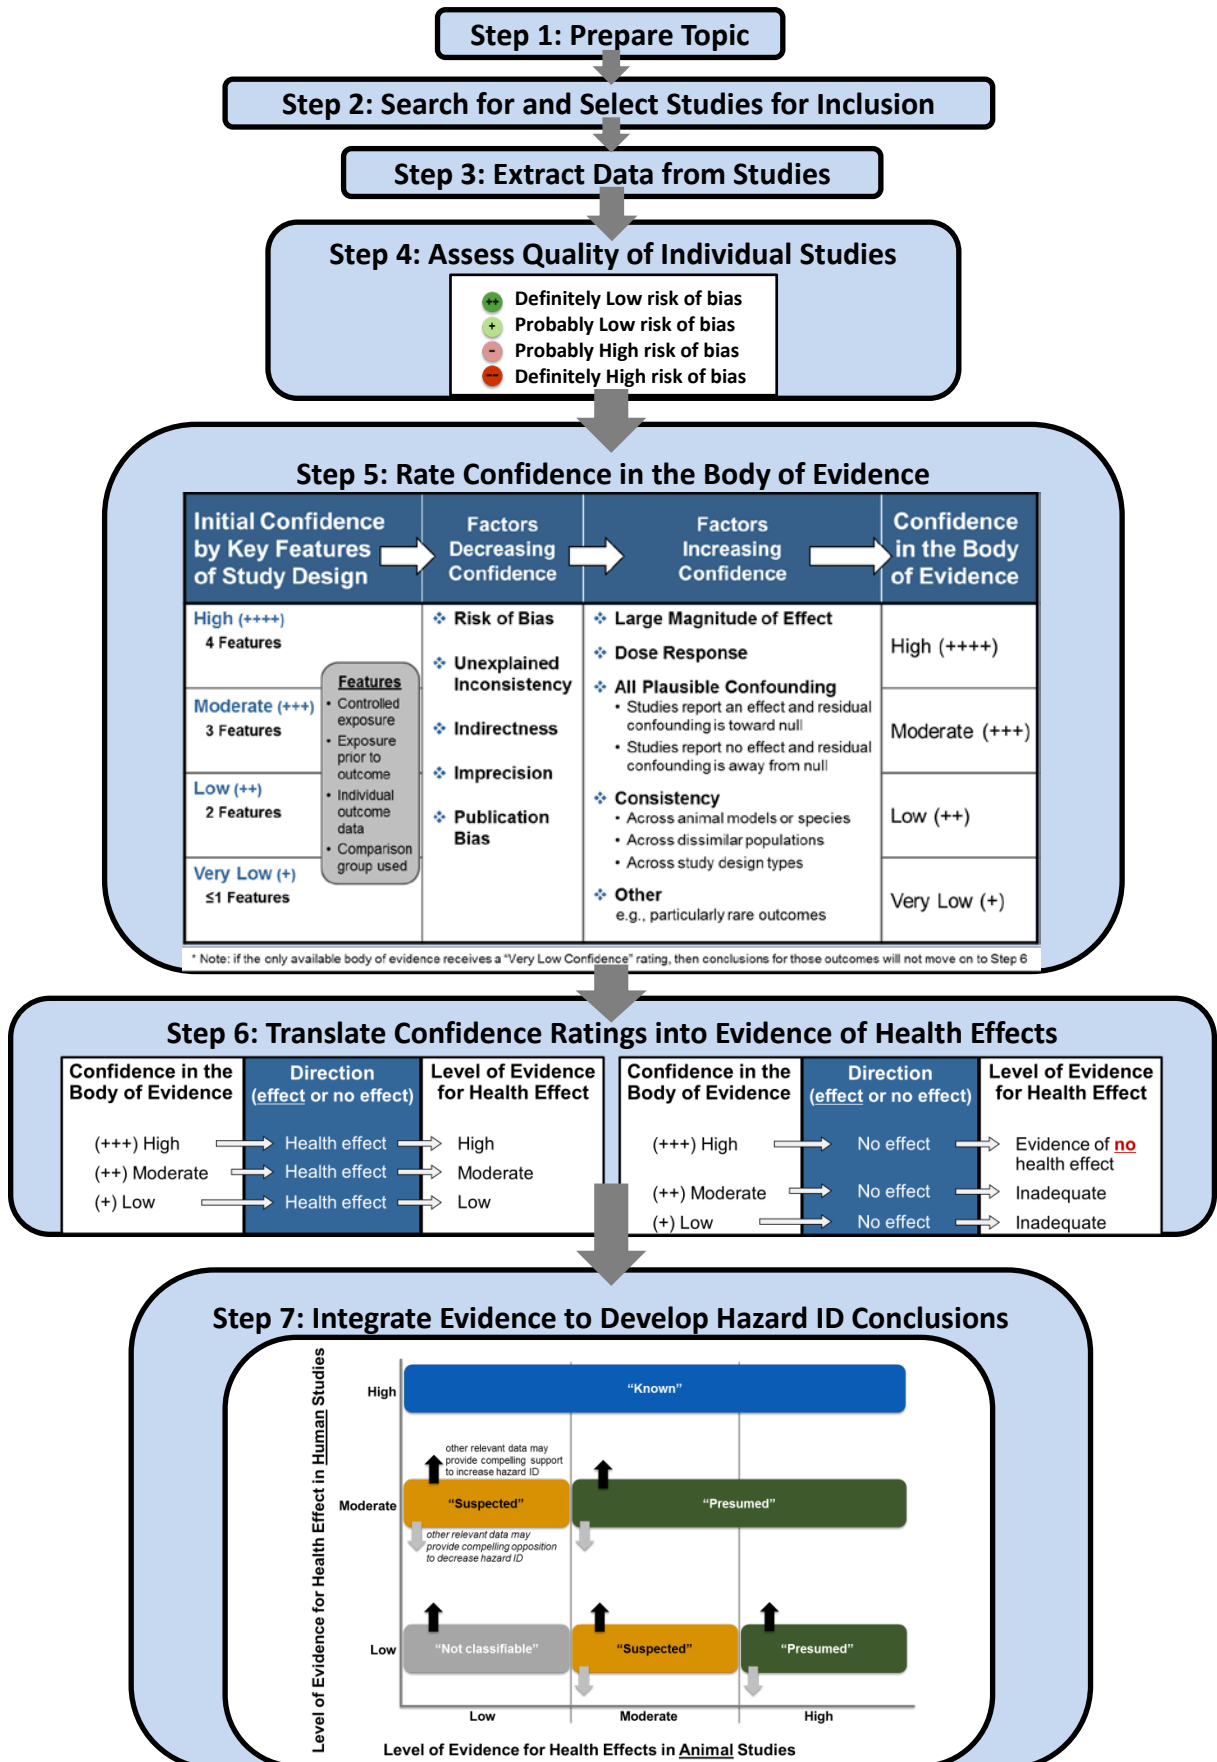 Step 1: Prepare Topic
Step 2: Search for and Select Studies for Inclusion
Step 3: Extract Data from Studies
Step 4: Assess Quality of Individual Studies
++ Definitely Low risk of bias
+ Probably Low risk of bias
- Probably High risk of bias
-- Definitely High risk of bias
Step 5: Rate Confidence in the Body of Evidence
Initial Confidence
by Key Features
of Study Design
Factors
Decreasing
Confidence
Factors
Increasing
Confidence
Confidence
in the Body
of Evidence
High (++++)
4 Features
Moderate (+++)
3 Features
Low (++)
2 Features
Very Low (+)
≤1 Features
Features
• Controlled
exposure
• Exposure
prior to
outcome
• Individual
outcome
data
• Comparison
group used
❖ Risk of Bias
❖ Unexplained
Inconsistency
❖ Indirectness
❖ Imprecision
❖ Publication
Bias
❖ Large Magnitude of Effect
❖ Dose Response
❖ All Plausible Confounding
• Studies report an effect and residual
confounding is toward null
• Studies report no effect and residual
confounding is away from null
❖ Consistency
• Across animal models or species
• Across dissimilar populations
• Across study design types
❖ Other
e.g., particularly rare outcomes
High (++++)
Moderate (+++)
Low (++)
Very Low (+)
* Note: if the only available body of evidence receives a "Very Low Confidence" rating, then conclusions for those outcomes will not move on to Step 6
Step 6: Translate Confidence Ratings into Evidence of Health Effects
Confidence in the
Body of Evidence
Direction
(effect or no effect)
Level of Evidence
for Health Effect
(+++) High Health effect High
(++) Moderate Health effect Moderate
(+) Low Health effect Low
Confidence in the
Body of Evidence
Direction
(effect or no effect)
Level of Evidence
for Health Effect
(+++) High No effect Evidence of no
health effect
(++) Moderate No effect Inadequate
(+) Low No effect Inadequate
Step 7: Integrate Evidence to Develop Hazard ID Conclusions
Level of Evidence for Health Effect in Human Studies
High
"Known"
other relevant data may
provide compelling support
to increase hazard ID
Moderate
"Suspected"
"Presumed"
other relevant data may
provide compelling opposition
to decrease hazard ID
Low
"Not classifiable"
"Suspected"
"Presumed"
Low
Moderate
High
Level of Evidence for Health Effects in Animal Studies